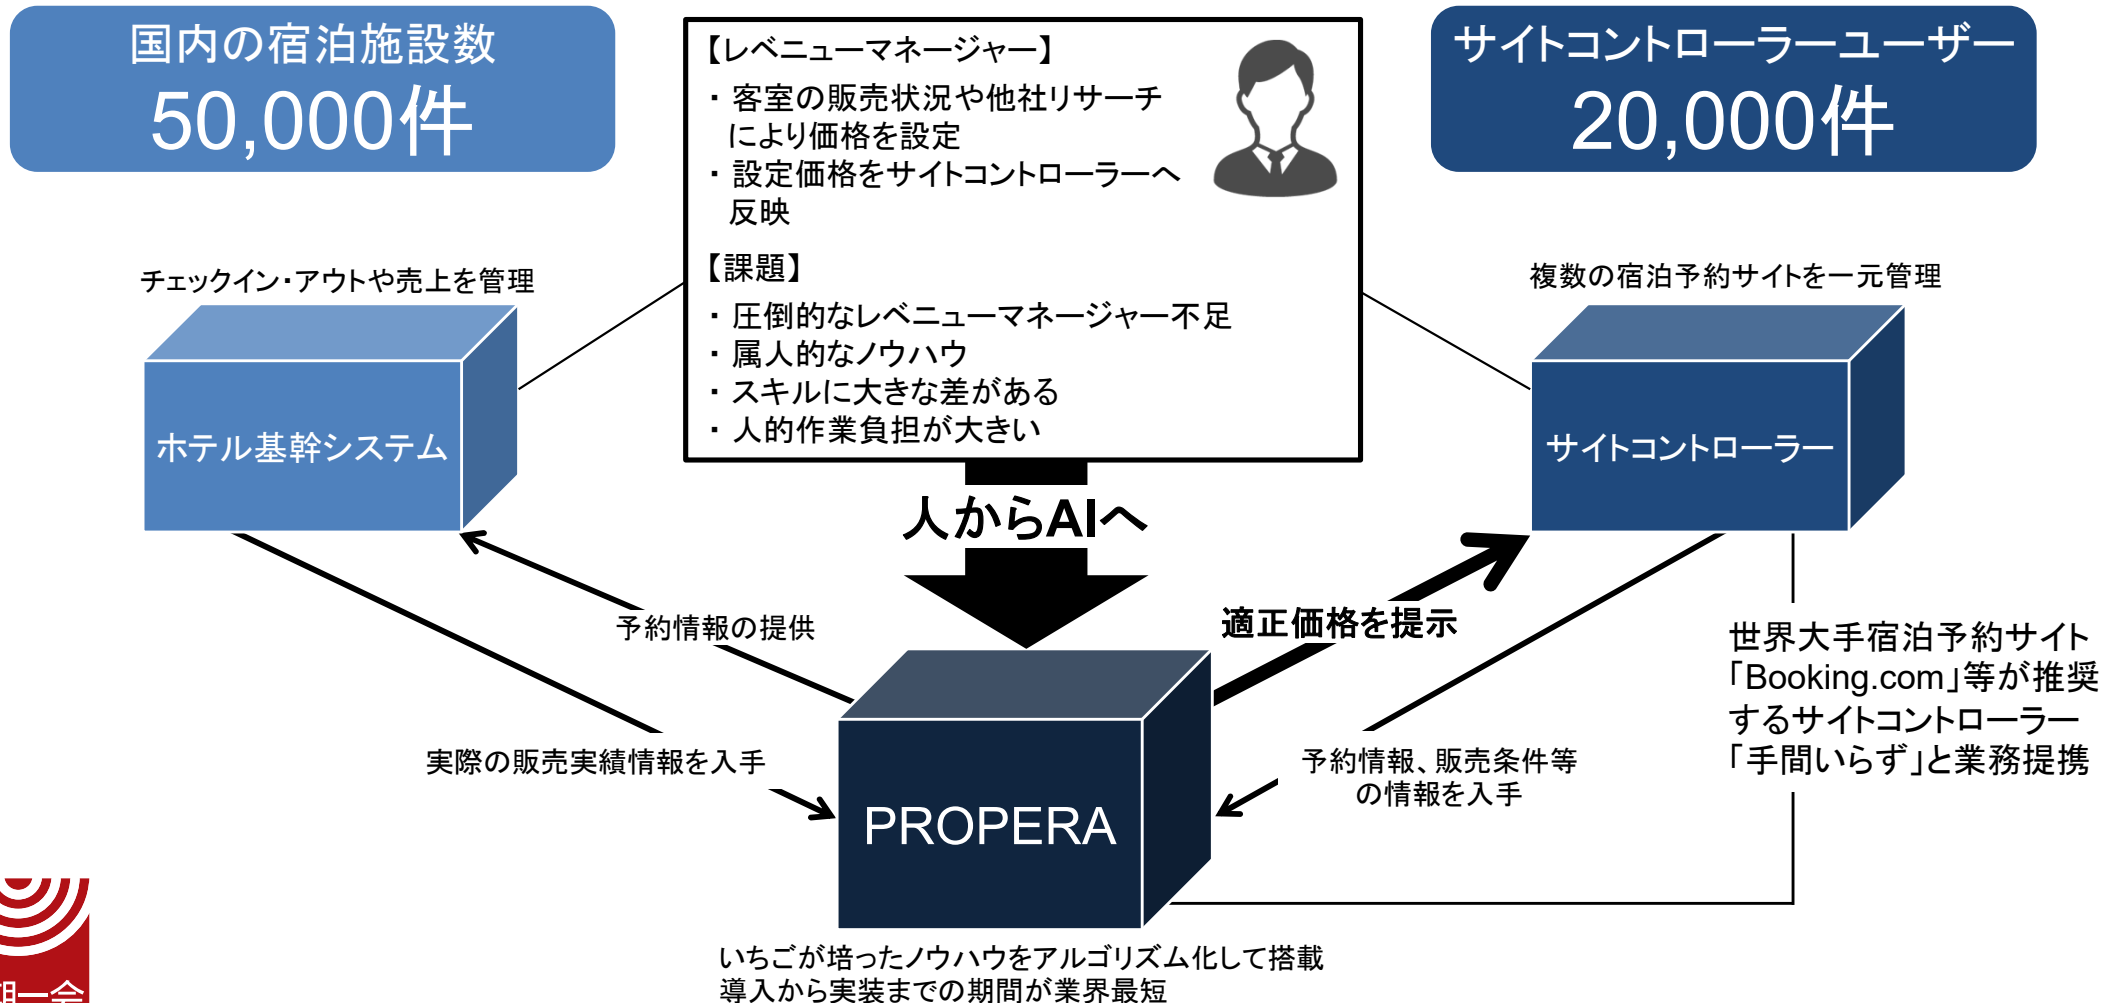 国内の宿泊施設数
50,000件
【レベニューマネージャー】
・客室の販売状況や他社リサーチ
により価格を設定
・設定価格をサイトコントローラーへ
反映
【課題】
・圧倒的なレベニューマネージャー不足
・属人的なノウハウ
・スキルに大きな差がある
・人的作業負担が大きい
サイトコントローラーユーザー
20,000件
チェックイン・アウトや売上を管理
ホテル基幹システム
複数の宿泊予約サイトを一元管理
サイトコントローラー
人からAIへ
予約情報の提供
適正価格を提示
実際の販売実績情報を入手
予約情報、販売条件等
の情報を入手
世界大手宿泊予約サイト
「Booking.com」等が推奨
するサイトコントローラー
「手間いらず」と業務提携
PROPERA
いちごが培ったノウハウをアルゴリズム化して搭載
導入から実装までの期間が業界最短